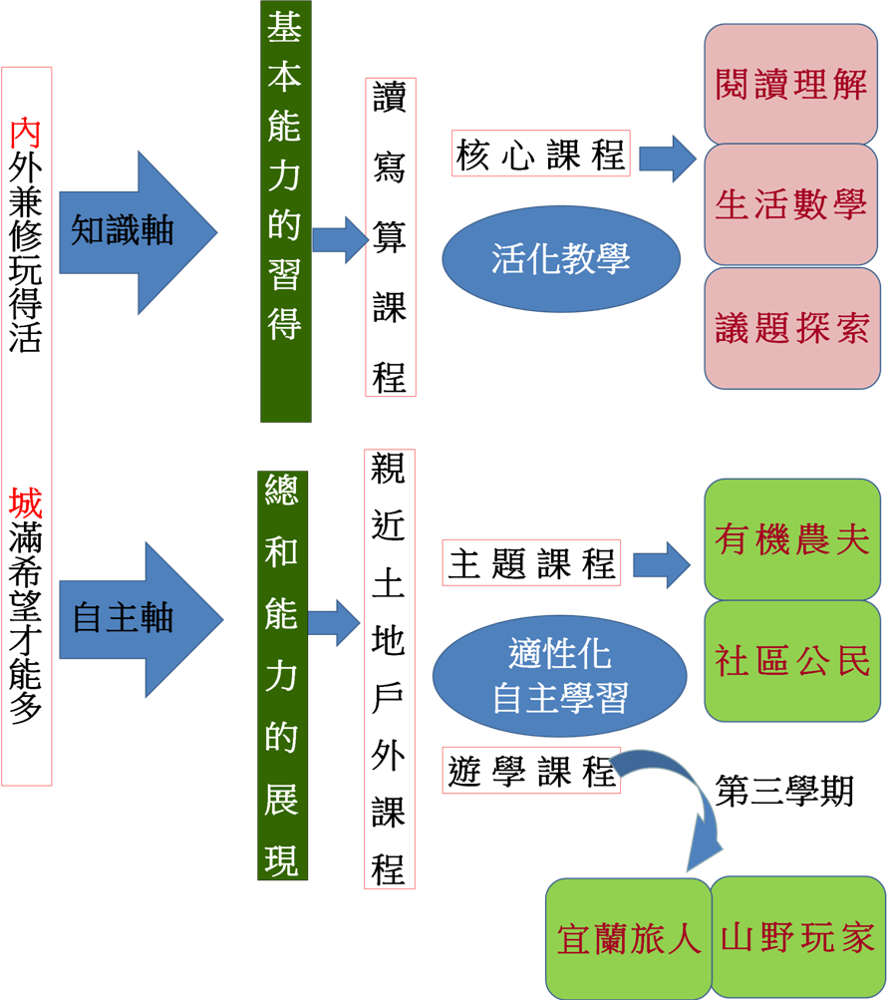 內外兼修玩得活
城滿希望才能多
知識軸
基本能力的習得
讀寫算課程
核心課程
活化教學
閱讀理解
生活數學
議題探索
自主軸
總和能力的展現
親近土地戶外課程
主題課程
適性化
自主學習
遊學課程
有機農夫
社區公民
第三學期
宜蘭旅人
山野玩家